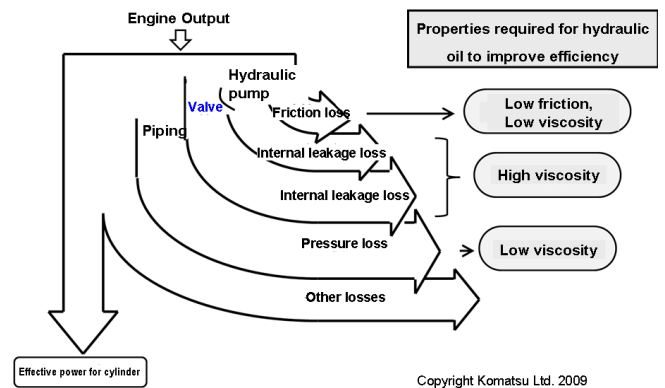 Engine Output
Properties required for hydraulic
oil to improve efficiency
Hydraulic
pump
Valve
Piping
Friction loss
Low friction,
Low viscosity
Internal leakage loss
High viscosity
Internal leakage loss
Pressure loss
Low viscosity
Other losses
Effective power for cylinder
Copyright Komatsu Ltd. 2009